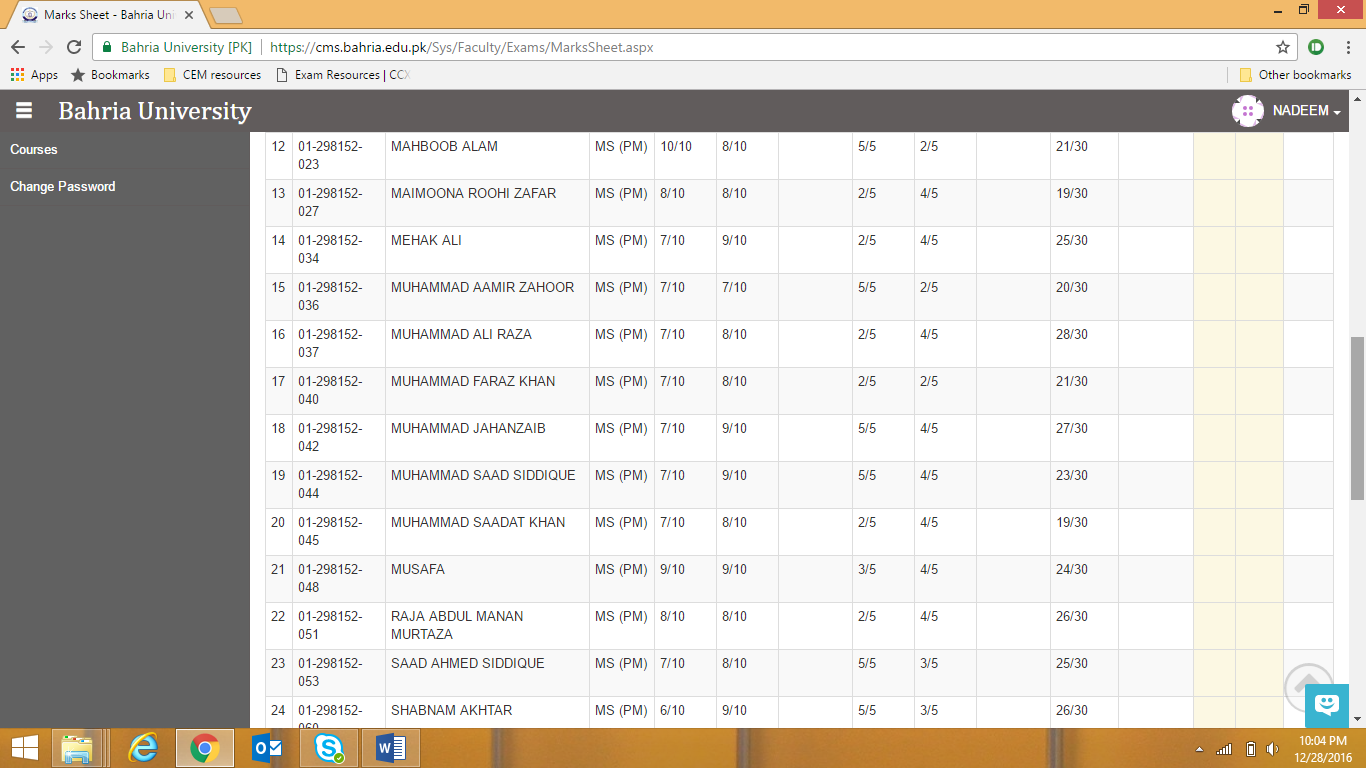 Marks Sheet - Bahria Uni
Bahria University [PK] https://cms.bahria.edu.pk/Sys/Faculty/Exams/MarksSheet.aspx
Apps Bookmarks CEM resources Exam Resources | CCX Other bookmarks
Bahria University NADEEM
Courses
Change Password
12 01-298152- MAHBOOB ALAM MS (PM) 10/10 8/10 5/5 2/5 21/30
023
13 01-298152- MAIMOONA ROOHI ZAFAR MS (PM) 8/10 8/10 2/5 4/5 19/30
027
14 01-298152- MEHAK ALI MS (PM) 7/10 9/10 2/5 4/5 25/30
034
15 01-298152- MUHAMMAD AAMIR ZAHOOR MS (PM) 7/10 7/10 5/5 2/5 20/30
036
16 01-298152- MUHAMMAD ALI RAZA MS (PM) 7/10 8/10 2/5 4/5 28/30
037
17 01-298152- MUHAMMAD FARAZ KHAN MS (PM) 7/10 8/10 2/5 2/5 21/30
040
18 01-298152- MUHAMMAD JAHANZAIB MS (PM) 7/10 9/10 5/5 4/5 27/30
042
19 01-298152- MUHAMMAD SAAD SIDDIQUE MS (PM) 7/10 9/10 5/5 4/5 23/30
044
20 01-298152- MUHAMMAD SAADAT KHAN MS (PM) 7/10 8/10 2/5 4/5 19/30
045
21 01-298152- MUSAFA MS (PM) 9/10 9/10 3/5 4/5 24/30
048
22 01-298152- RAJA ABDUL MANAN MS (PM) 8/10 8/10 2/5 4/5 26/30
051 MURTAZA
23 01-298152- SAAD AHMED SIDDIQUE MS (PM) 7/10 8/10 5/5 3/5 25/30
053
24 01-298152- SHABNAM AKHTAR MS (PM) 6/10 9/10 5/5 3/5 26/30
10:04 PM
12/28/2016